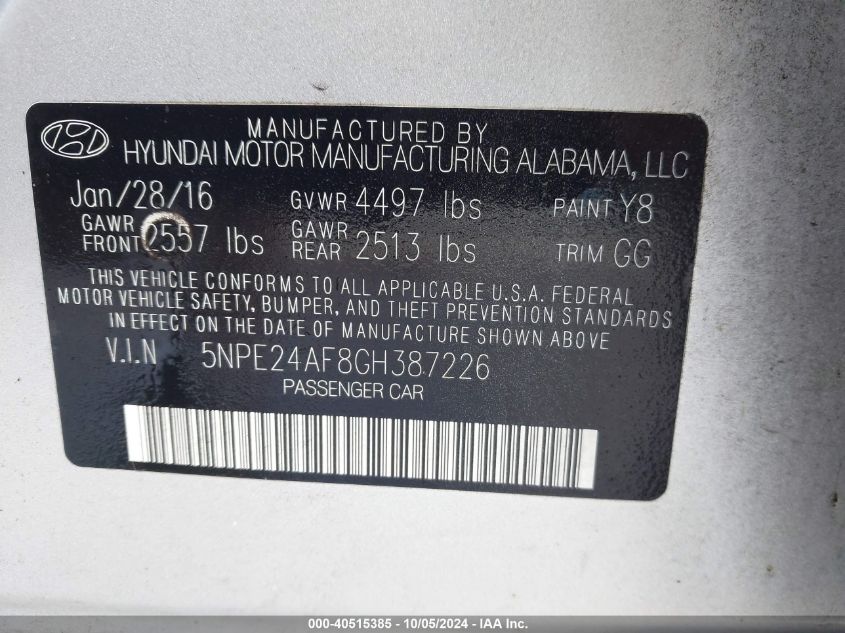 MANUFACTURED BY
HYUNDAI MOTOR MANUFACTURING ALABAMA, LLC
Jan/28/16 GVWR 4497 lbs PAINT Y8
GAWR FRONT 2557 lbs GAWR REAR 2513 lbs TRIM GG
THIS VEHICLE CONFORMS TO ALL APPLICABLE U.S.A. FEDERAL
MOTOR VEHICLE SAFETY, BUMPER, AND THEFT PREVENTION STANDARDS
IN EFFECT ON THE DATE OF MANUFACTURE SHOWN ABOVE
V.I.N 5NPE24AF8GH387226
PASSENGER CAR
000-40515385 - 10/05/2024 - IAA Inc.